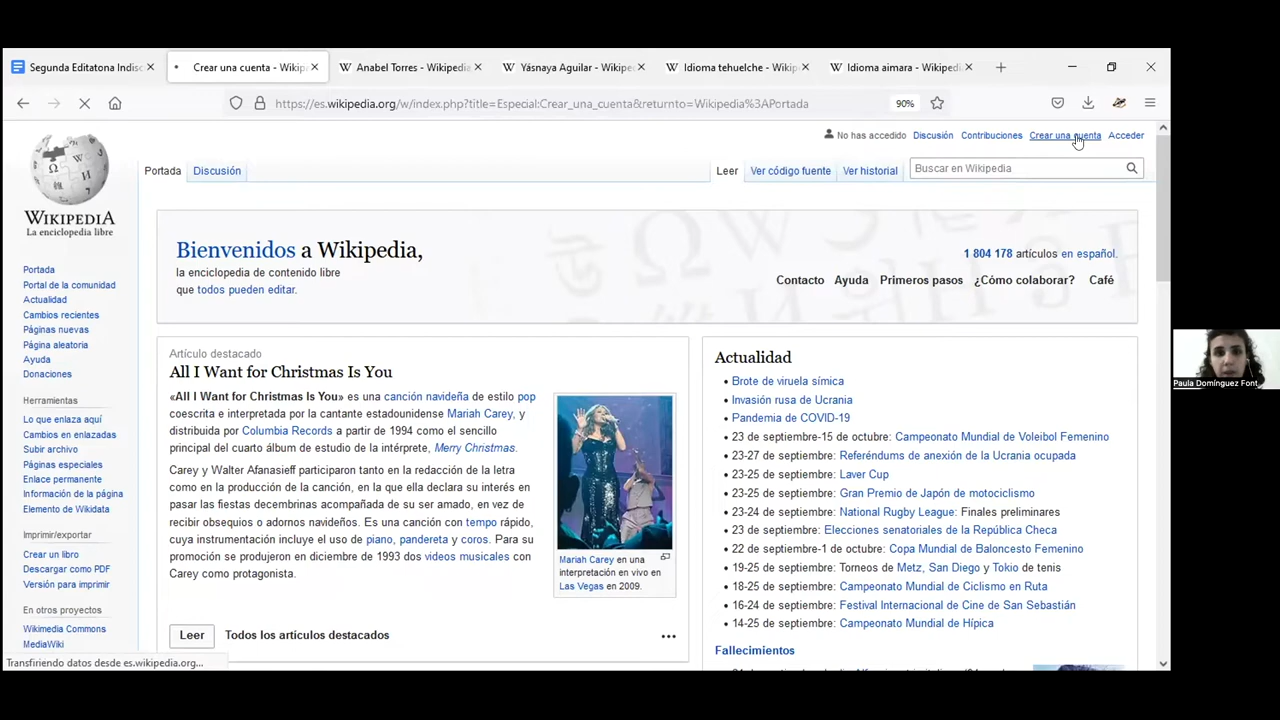 Segunda Editatona Indisc
Crear una cuenta - Wikip
Anabel Torres - Wikipedia
Yásnaya Aguilar - Wikipe
Idioma tehuelche - Wikip
Idioma aimara - Wikipedi
https://es.wikipedia.org/w/index.php?title=Especial:Crear_una_cuenta&returnto=Wikipedia%3APortada
90%
No has accedido Discusión Contribuciones Crear una cuenta Acceder
Portada Discusión Leer Ver código fuente Ver historial Buscar en Wikipedia
WIKIPEDIA
La enciclopedia libre
Portada
Portal de la comunidad
Actualidad
Cambios recientes
Páginas nuevas
Página aleatoria
Ayuda
Donaciones
Herramientas
Lo que enlaza aquí
Cambios en enlazadas
Subir archivo
Páginas especiales
Enlace permanente
Información de la página
Elemento de Wikidata
Imprimir/exportar
Crear un libro
Descargar como PDF
Versión para imprimir
En otros proyectos
Wikimedia Commons
MediaWiki
Transfiriendo datos desde es.wikipedia.org...
Bienvenidos a Wikipedia,
la enciclopedia de contenido libre
que todos pueden editar.
1 804 178 artículos en español.
Contacto Ayuda Primeros pasos ¿Cómo colaborar? Café
Artículo destacado
All I Want for Christmas Is You
«All I Want for Christmas Is You» es una canción navideña de estilo pop
coescrita e interpretada por la cantante estadounidense Mariah Carey, y
distribuida por Columbia Records a partir de 1994 como el sencillo
principal del cuarto álbum de estudio de la intérprete, Merry Christmas.
Carey y Walter Afanasieff participaron tanto en la redacción de la letra
como en la producción de la canción, en la que ella declara su interés en
pasar las fiestas decembrinas acompañada de su ser amado, en vez de
recibir obsequios o adornos navideños. Es una canción con tempo rápido,
cuya instrumentación incluye el uso de piano, pandereta y coros. Para su
promoción se produjeron en diciembre de 1993 dos videos musicales con
Carey como protagonista.
Mariah Carey en una
interpretación en vivo en
Las Vegas en 2009.
Leer Todos los artículos destacados
Actualidad
Brote de viruela símica
Invasión rusa de Ucrania
Pandemia de COVID-19
23 de septiembre-15 de octubre: Campeonato Mundial de Voleibol Femenino
23-27 de septiembre: Referéndums de anexión de la Ucrania ocupada
23-25 de septiembre: Laver Cup
23-25 de septiembre: Gran Premio de Japón de motociclismo
23-24 de septiembre: National Rugby League: Finales preliminares
23 de septiembre: Elecciones senatoriales de la República Checa
22 de septiembre-1 de octubre: Copa Mundial de Baloncesto Femenino
19-25 de septiembre: Torneos de Metz, San Diego y Tokio de tenis
18-25 de septiembre: Campeonato Mundial de Ciclismo en Ruta
16-24 de septiembre: Festival Internacional de Cine de San Sebastián
14-25 de septiembre: Campeonato Mundial de Hípica
Fallecimientos
Paula Domínguez Font